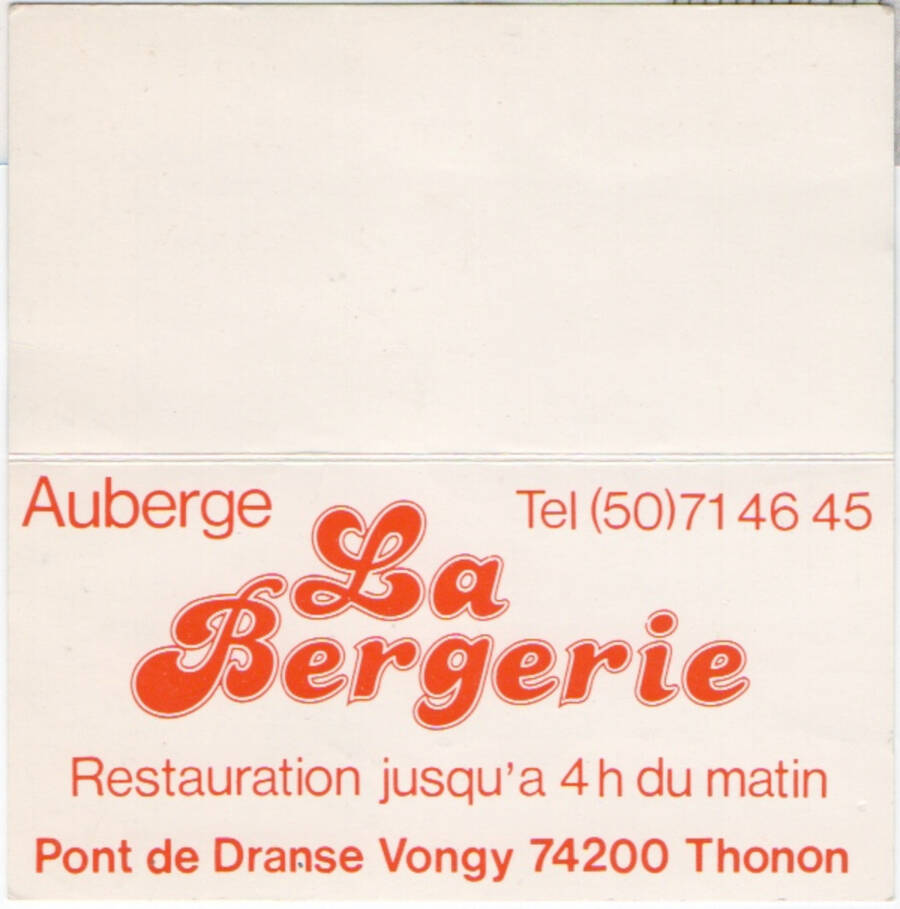 Auberge
Tel (50)71 46 45
La
Bergerie
Restauration jusqu'a 4 h du matin
Pont de Dranse Vongy 74200 Thonon